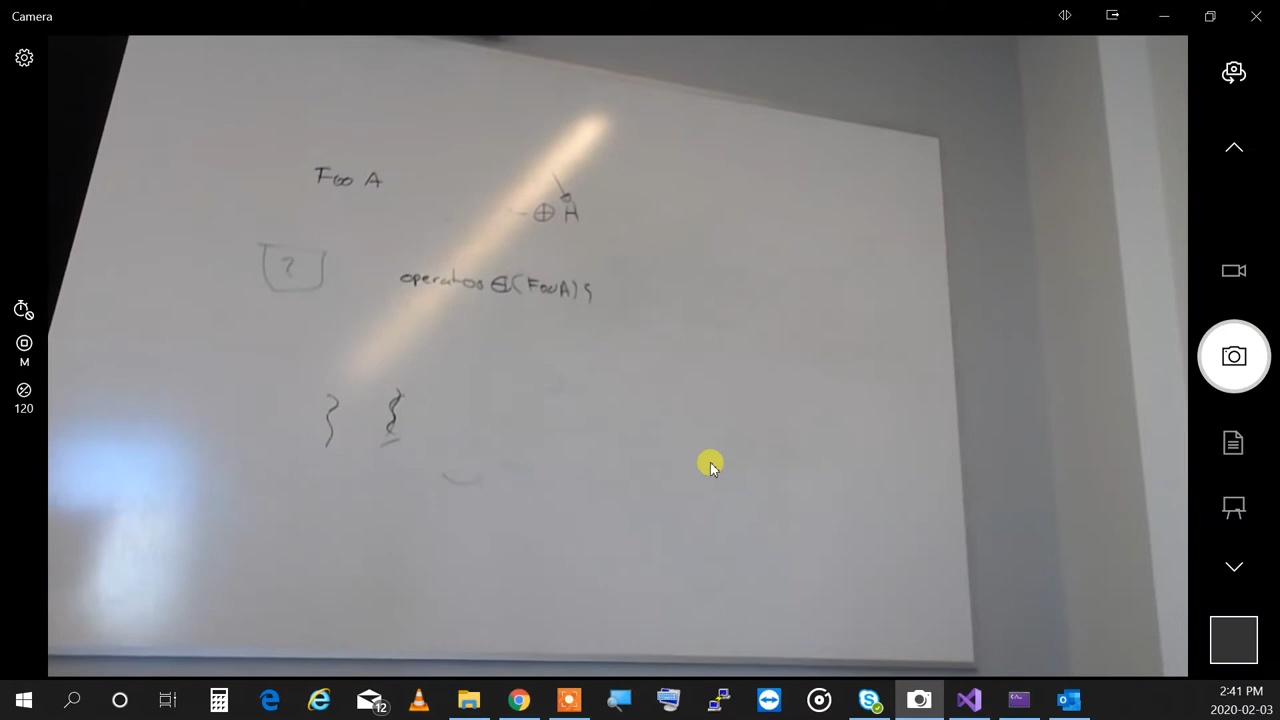 Camera
Foo A
⊕ H
?
operator ⊕(Foo A) {
} {
M
120
12
2:41 PM
2020-02-03